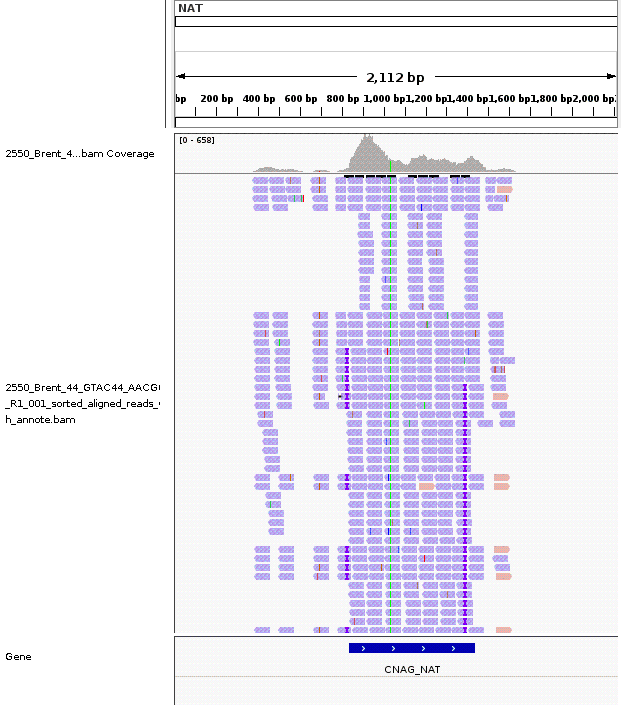 NAT
2,112 bp
bp 200 bp 400 bp 600 bp 800 bp 1,000 bp 1,200 bp 1,400 bp 1,600 bp 1,800 bp 2,000 bp
[0 - 658]
2550_Brent_4...bam Coverage
2550_Brent_44_GTAC44_AACG
_R1_001_sorted_aligned_reads_
h_annote.bam
Gene
CNAG_NAT